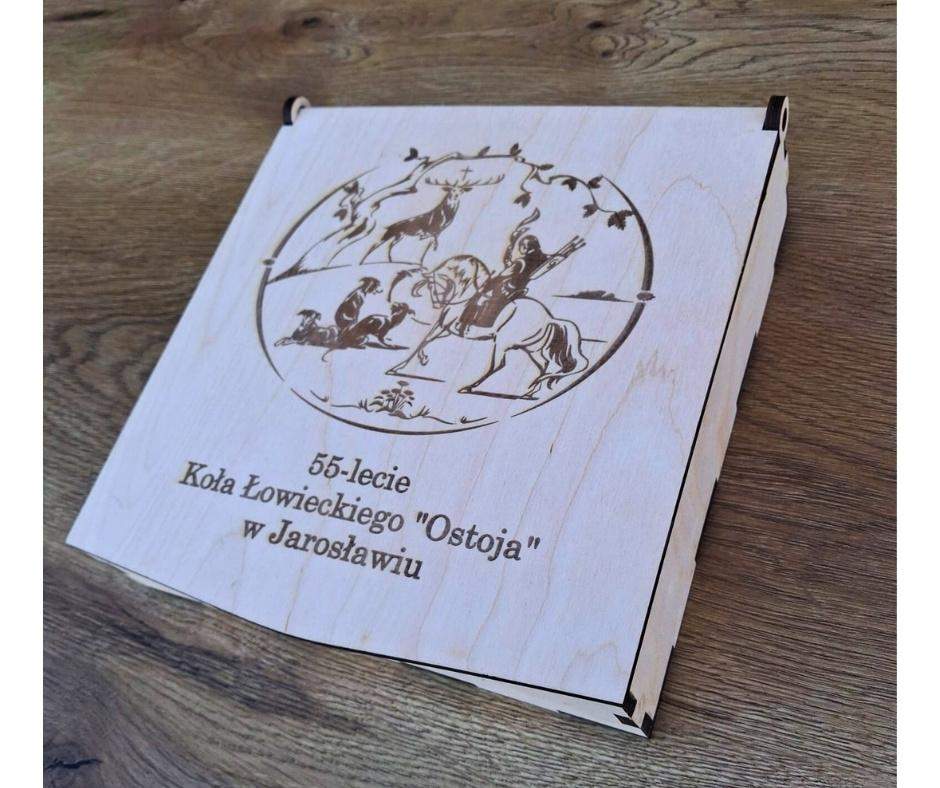 55-lecie
Koła Łowieckiego "Ostoja"
w Jarosławiu